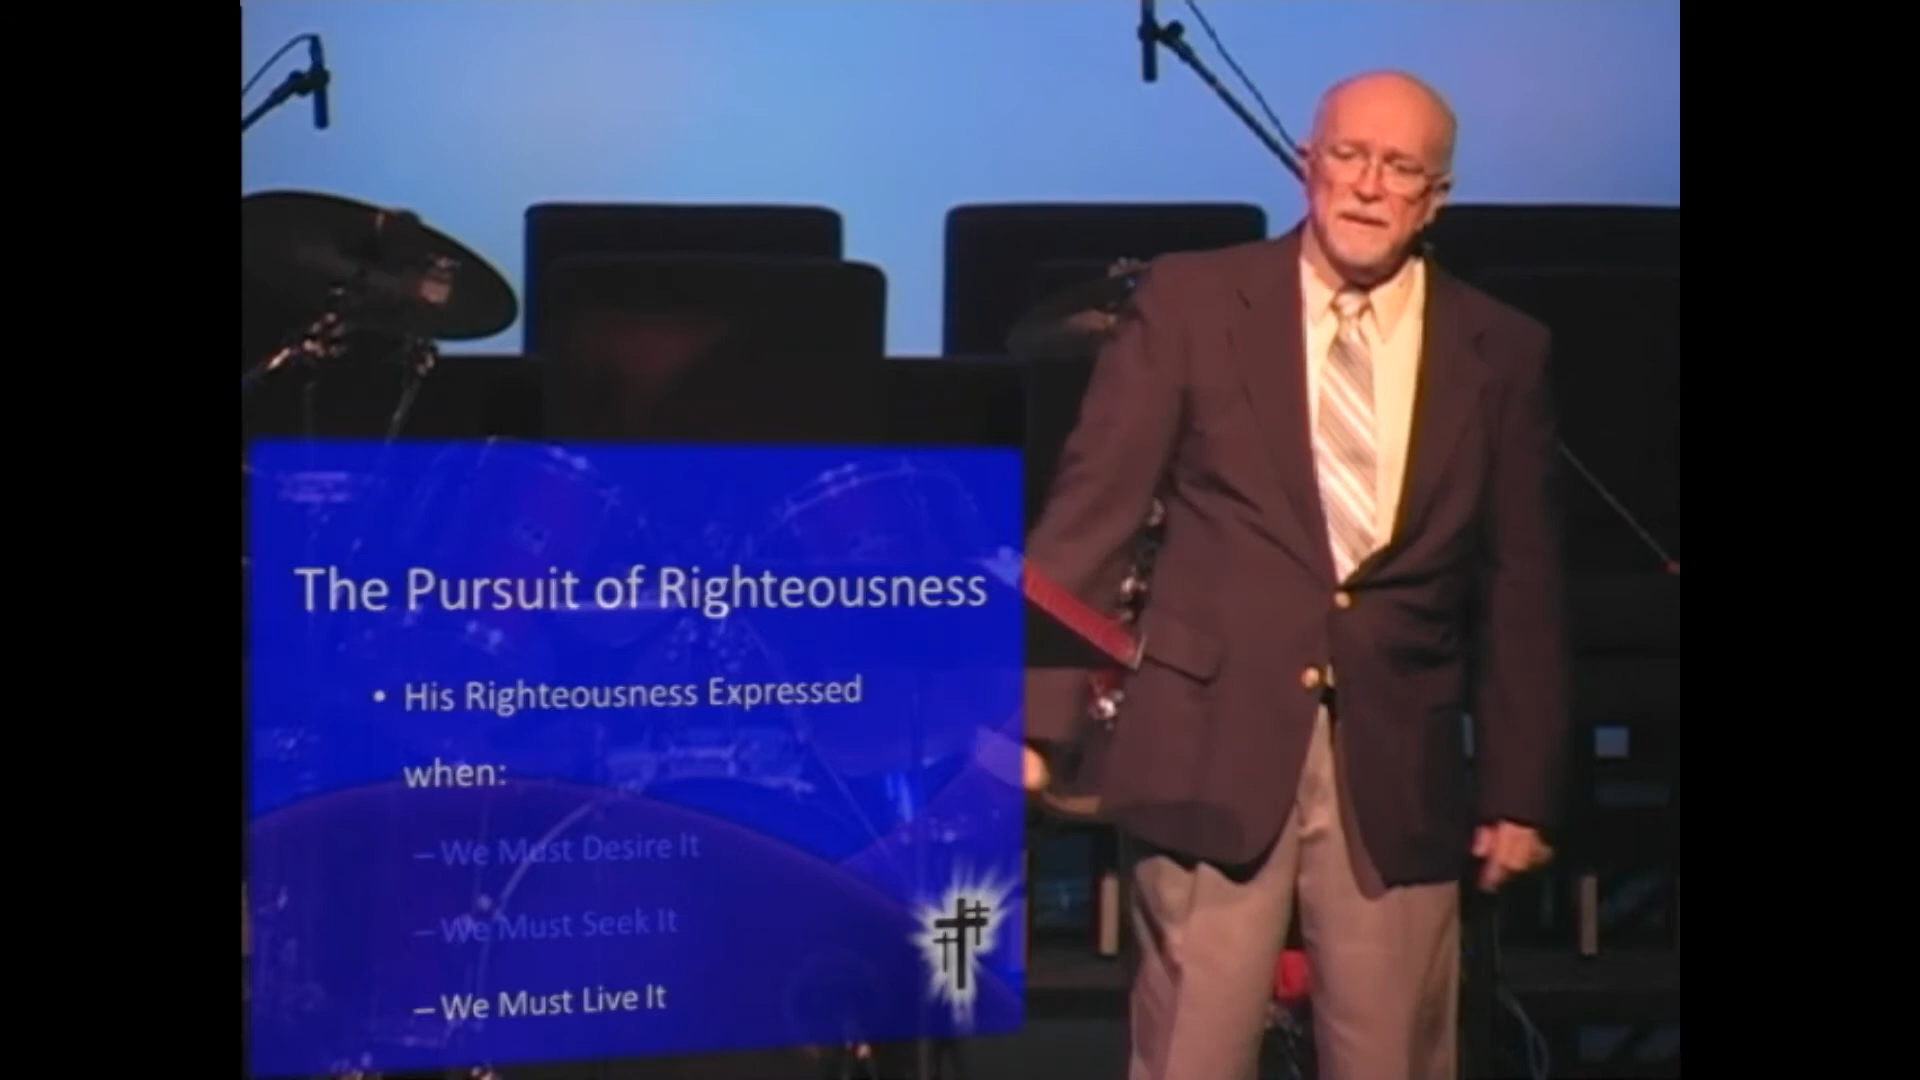 The Pursuit of Righteousness
• His Righteousness Expressed
when:
– We Must Desire It
– We Must Seek It
– We Must Live It